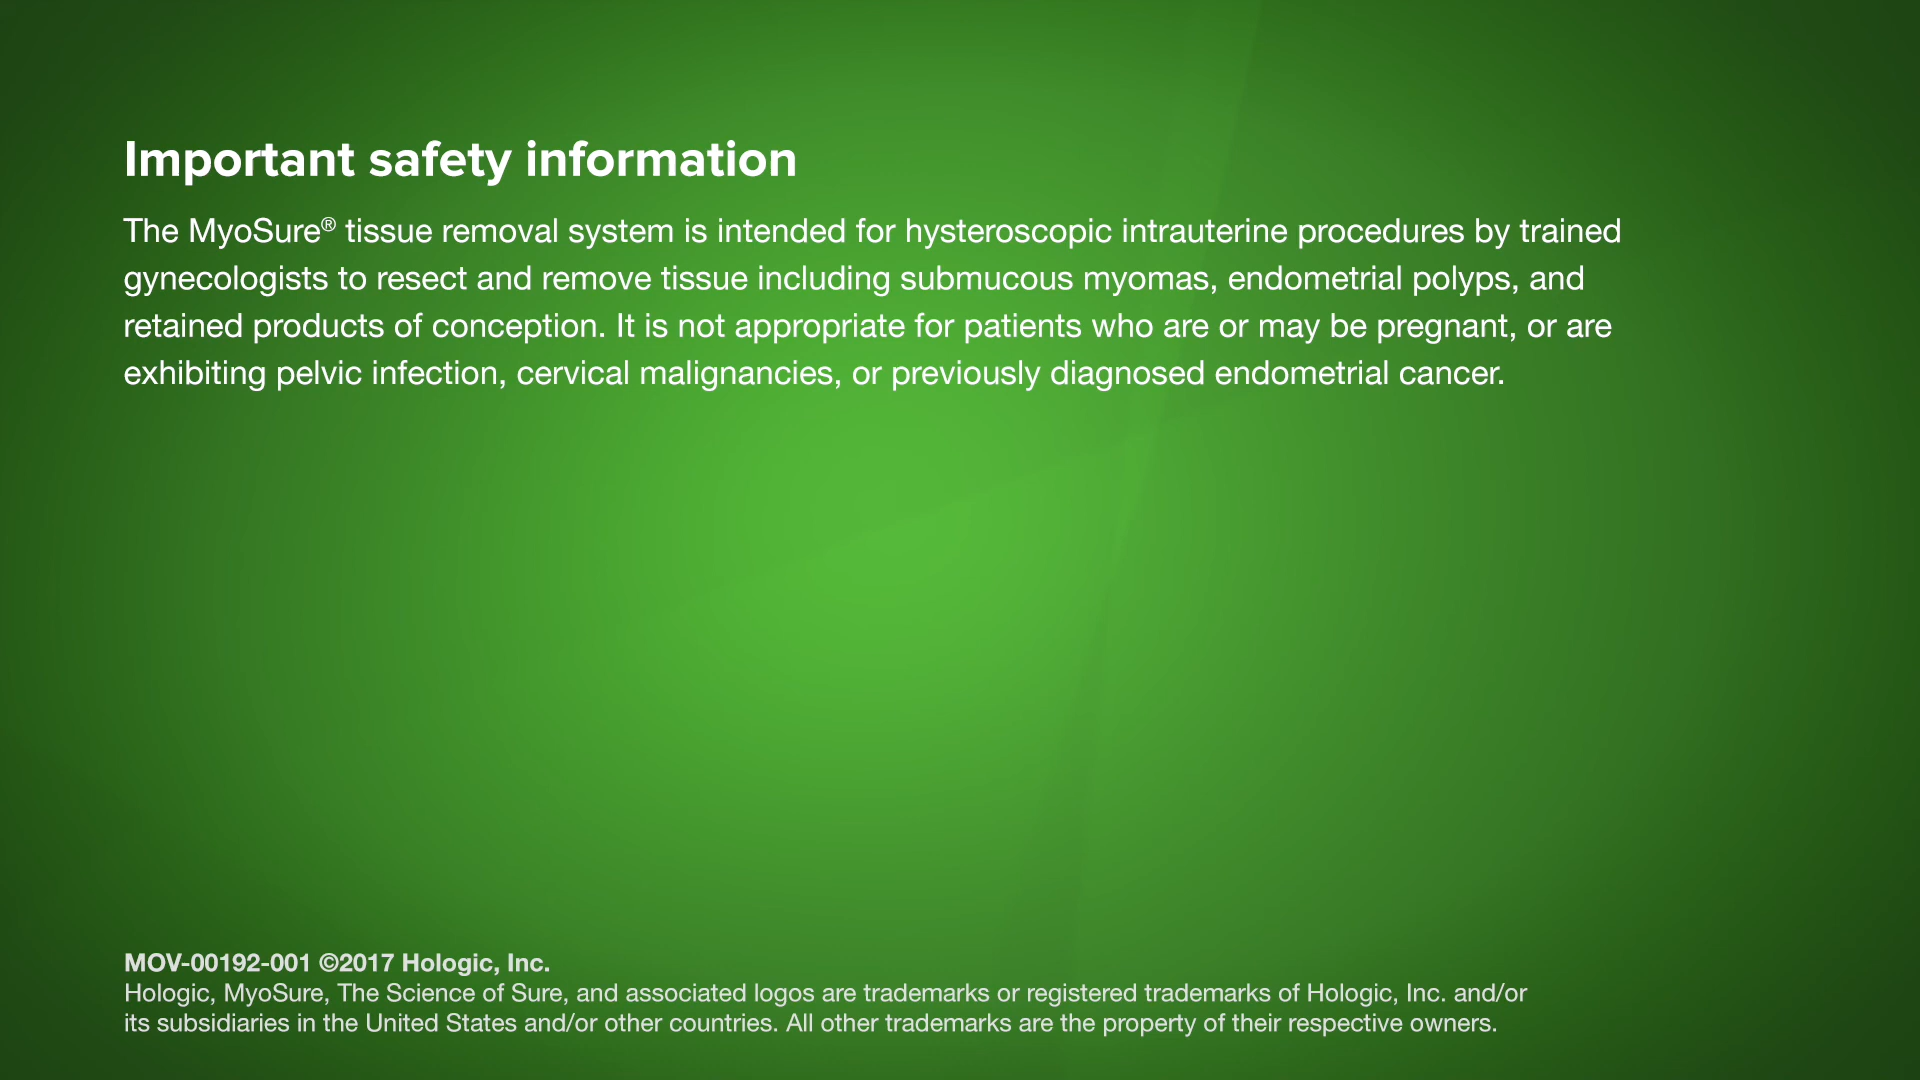 Important safety information
The MyoSure® tissue removal system is intended for hysteroscopic intrauterine procedures by trained
gynecologists to resect and remove tissue including submucous myomas, endometrial polyps, and
retained products of conception. It is not appropriate for patients who are or may be pregnant, or are
exhibiting pelvic infection, cervical malignancies, or previously diagnosed endometrial cancer.
MOV-00192-001 ©2017 Hologic, Inc.
Hologic, MyoSure, The Science of Sure, and associated logos are trademarks or registered trademarks of Hologic, Inc. and/or
its subsidiaries in the United States and/or other countries. All other trademarks are the property of their respective owners.